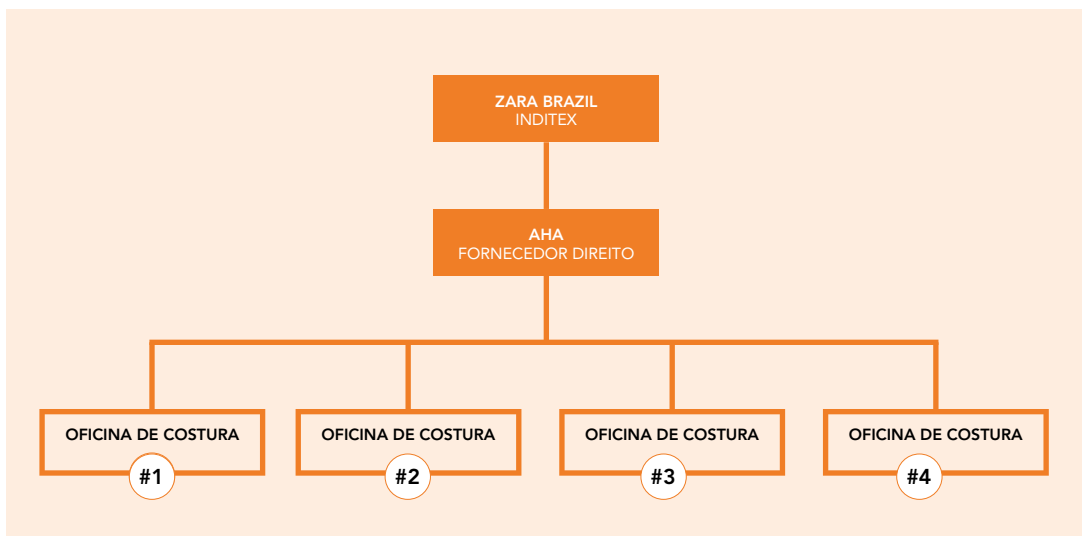 ZARA BRAZIL
INDITEX
AHA
FORNECEDOR DIREITO
OFICINA DE COSTURA
#1
OFICINA DE COSTURA
#2
OFICINA DE COSTURA
#3
OFICINA DE COSTURA
#4